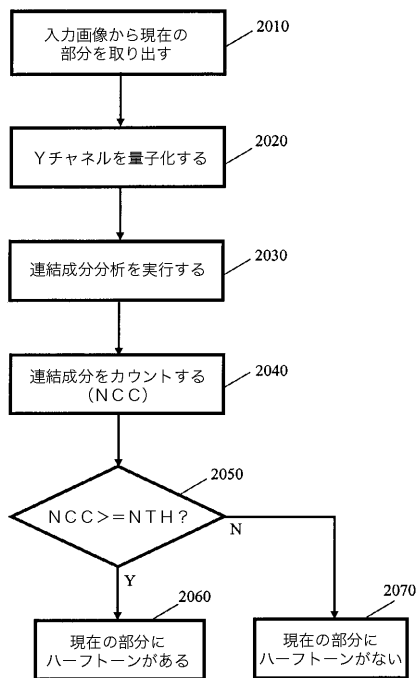 入力画像から現在の
部分を取り出す
2010
Yチャネルを量子化する
2020
連結成分分析を実行する
2030
連結成分をカウントする
（NCC）
2040
NCC＞＝NTH？
2050
N
Y
2060
現在の部分に
ハーフトーンがある
2070
現在の部分に
ハーフトーンがない